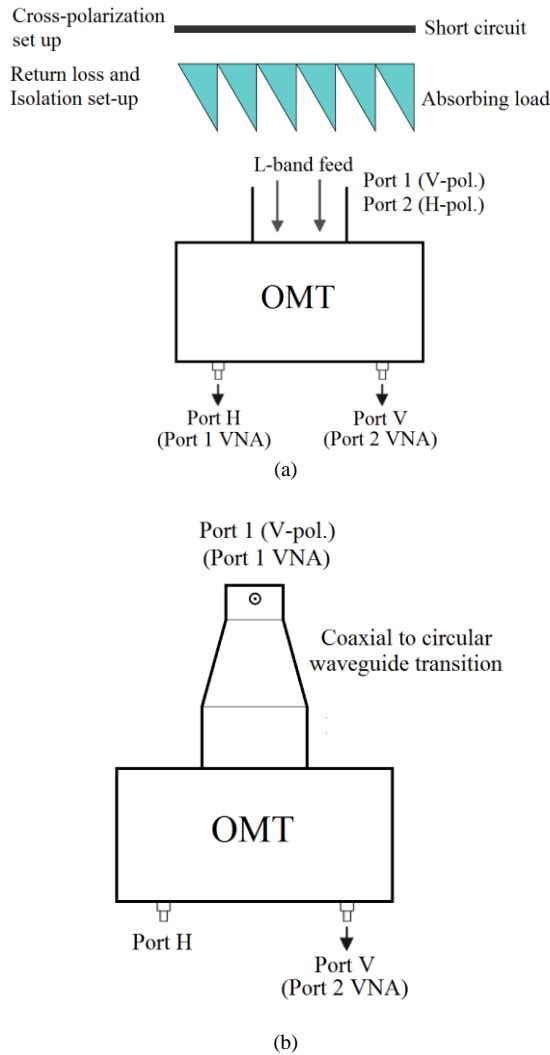 Cross-polarization
set up
Short circuit
Return loss and
Isolation set-up
Absorbing load
L-band feed
Port 1 (V-pol.)
Port 2 (H-pol.)
OMT
Port H
(Port 1 VNA)
Port V
(Port 2 VNA)
(a)
Port 1 (V-pol.)
(Port 1 VNA)
Coaxial to circular
waveguide transition
OMT
Port H
Port V
(Port 2 VNA)
(b)